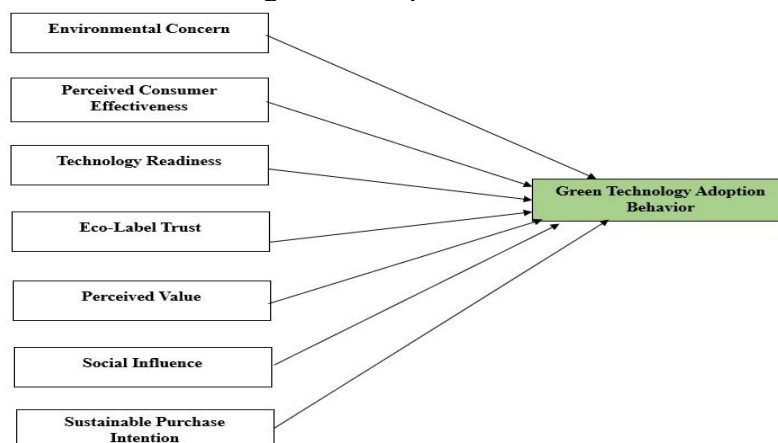 Environmental Concern
Perceived Consumer
Effectiveness
Technology Readiness
Eco-Label Trust
Perceived Value
Social Influence
Sustainable Purchase
Intention
Green Technology Adoption
Behavior